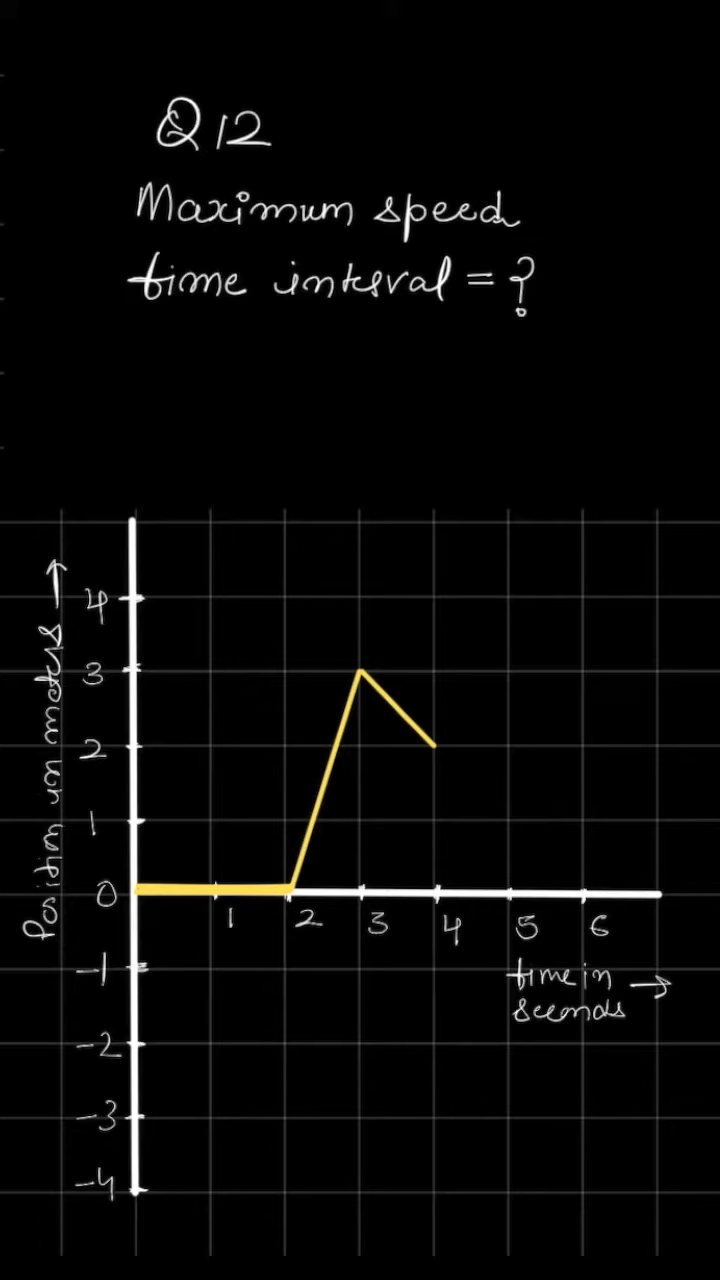 Q12
Maximum speed
time interval = ?
Position in meters →
4
3
2
1
0
-1
-2
-3
-4
1 2 3 4 5 6
time in →
seconds